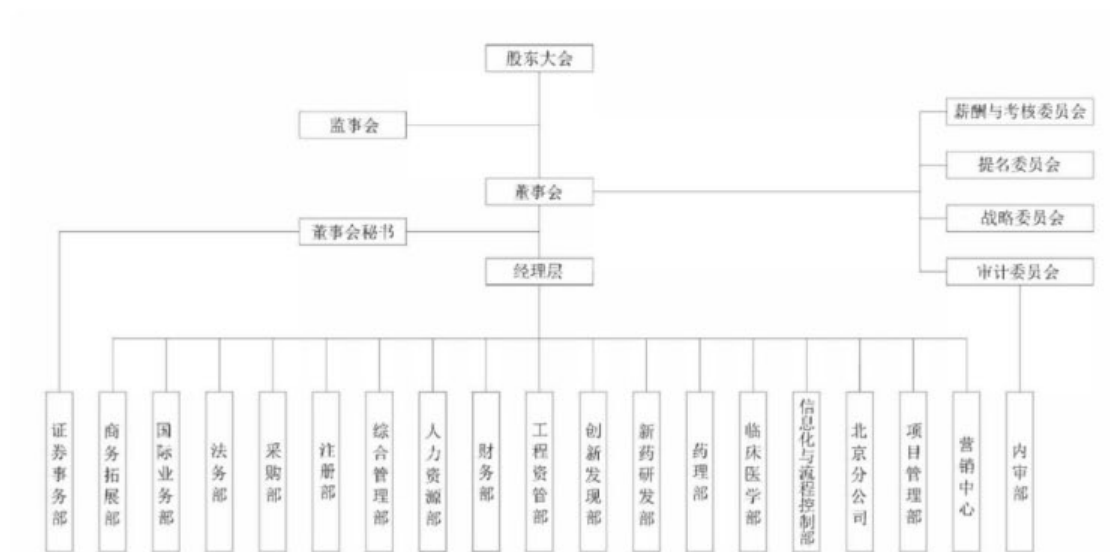 股东大会
监事会
薪酬与考核委员会
提名委员会
董事会
战略委员会
董事会秘书
经理层
审计委员会
证券事务部
商务拓展部
国际业务部
法务部
采购部
注册部
综合管理部
人力资源部
财务部
工程资管部
创新发现部
新药研发部
药理部
临床医学部
信息化与流程控制部
北京分公司
项目管理部
营销中心
内审部